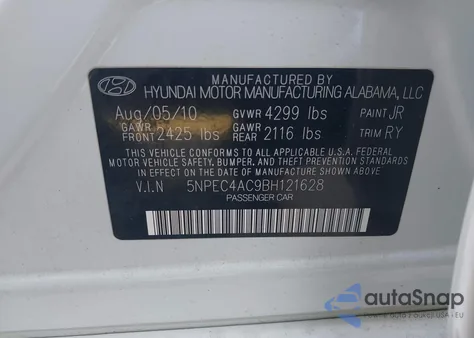 MANUFACTURED BY
HYUNDAI MOTOR MANUFACTURING ALABAMA, LLC
Aug/05/10 GVWR 4299 lbs PAINT JR
GAWR FRONT 2425 lbs GAWR REAR 2116 lbs TRIM RY
THIS VEHICLE CONFORMS TO ALL APPLICABLE U.S.A. FEDERAL
MOTOR VEHICLE SAFETY, BUMPER, AND THEFT PREVENTION
STANDARDS IN EFFECT ON THE DATE OF MANUFACTURE SHOWN ABOVE
V.I.N 5NPEC4AC9BH121628
PASSENGER CAR
autoSnap